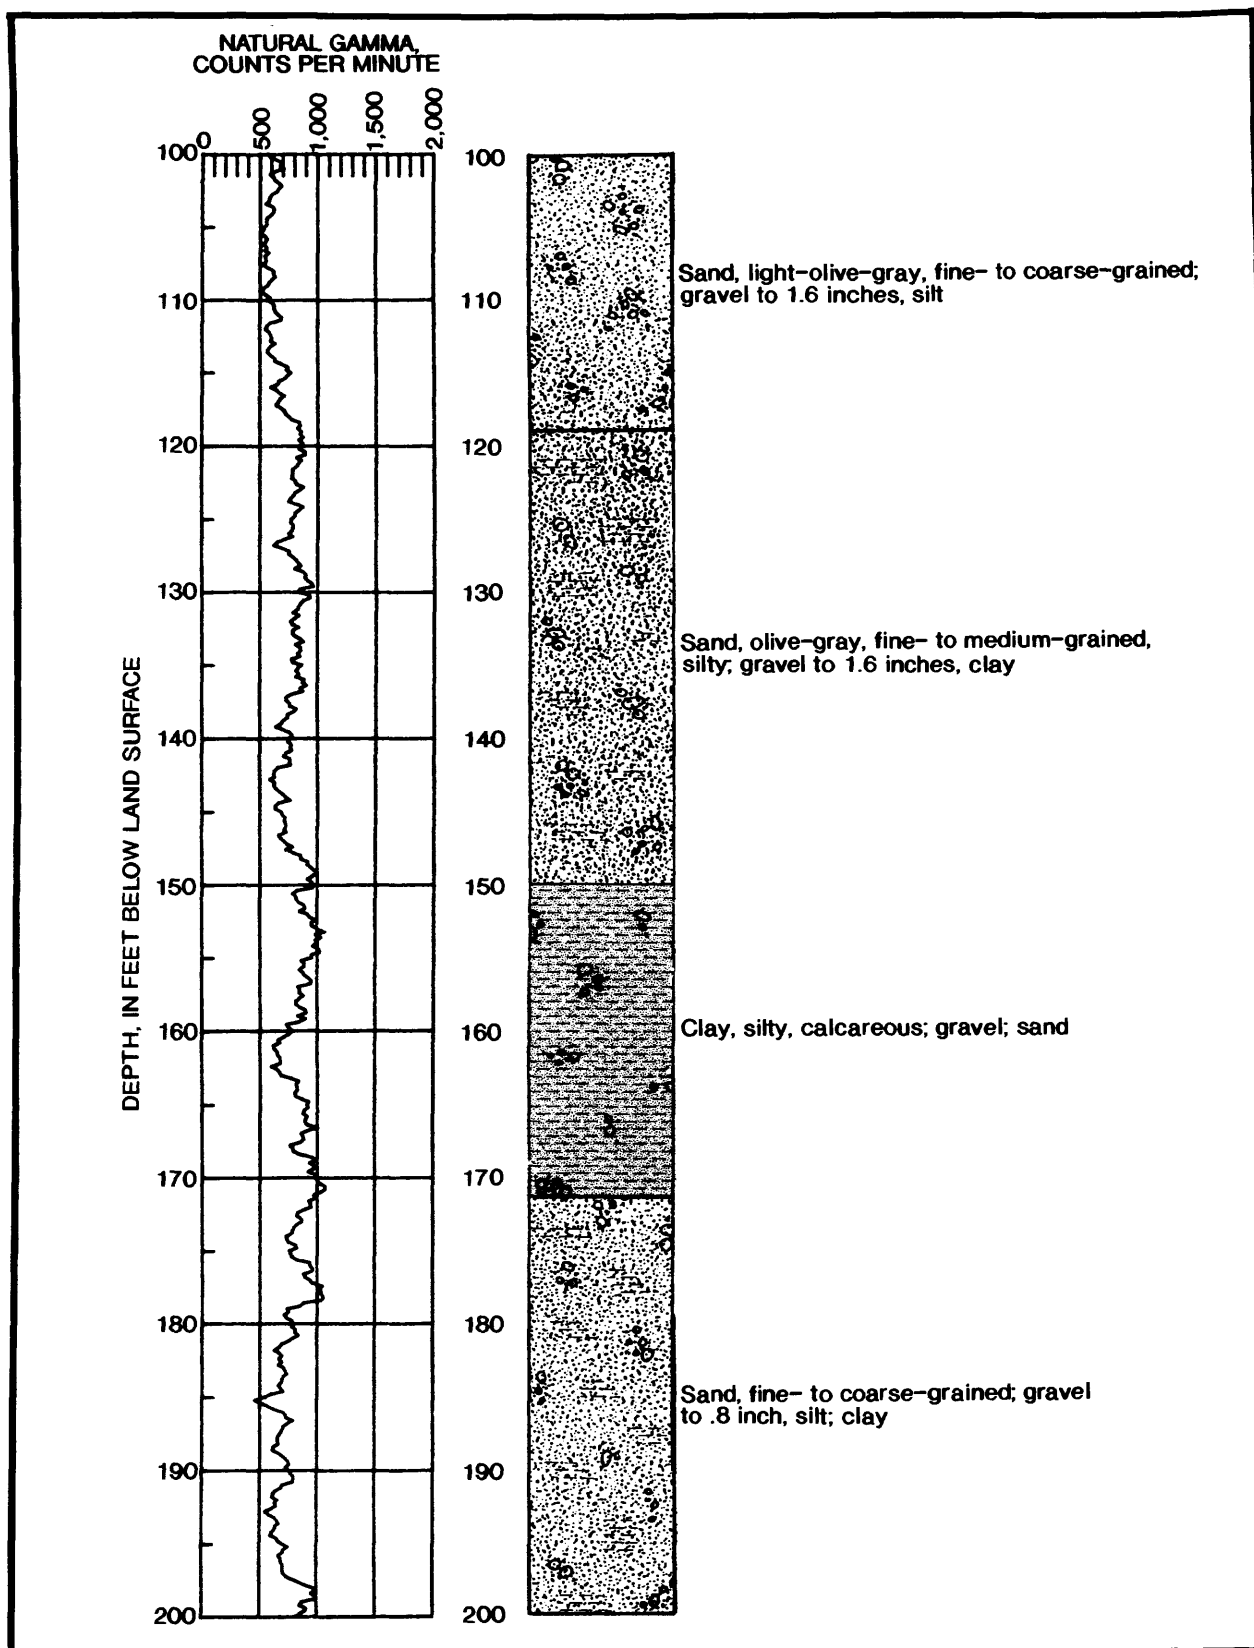 NATURAL GAMMA,
COUNTS PER MINUTE
0
500
1,000
1,500
2,000
100
110
120
130
140
150
160
170
180
190
200
DEPTH, IN FEET BELOW LAND SURFACE
100
110
120
130
140
150
160
170
180
190
200
Sand, light-olive-gray, fine- to coarse-grained;
gravel to 1.6 inches, silt
Sand, olive-gray, fine- to medium-grained,
silty; gravel to 1.6 inches, clay
Clay, silty, calcareous; gravel; sand
Sand, fine- to coarse-grained; gravel
to .8 inch, silt; clay